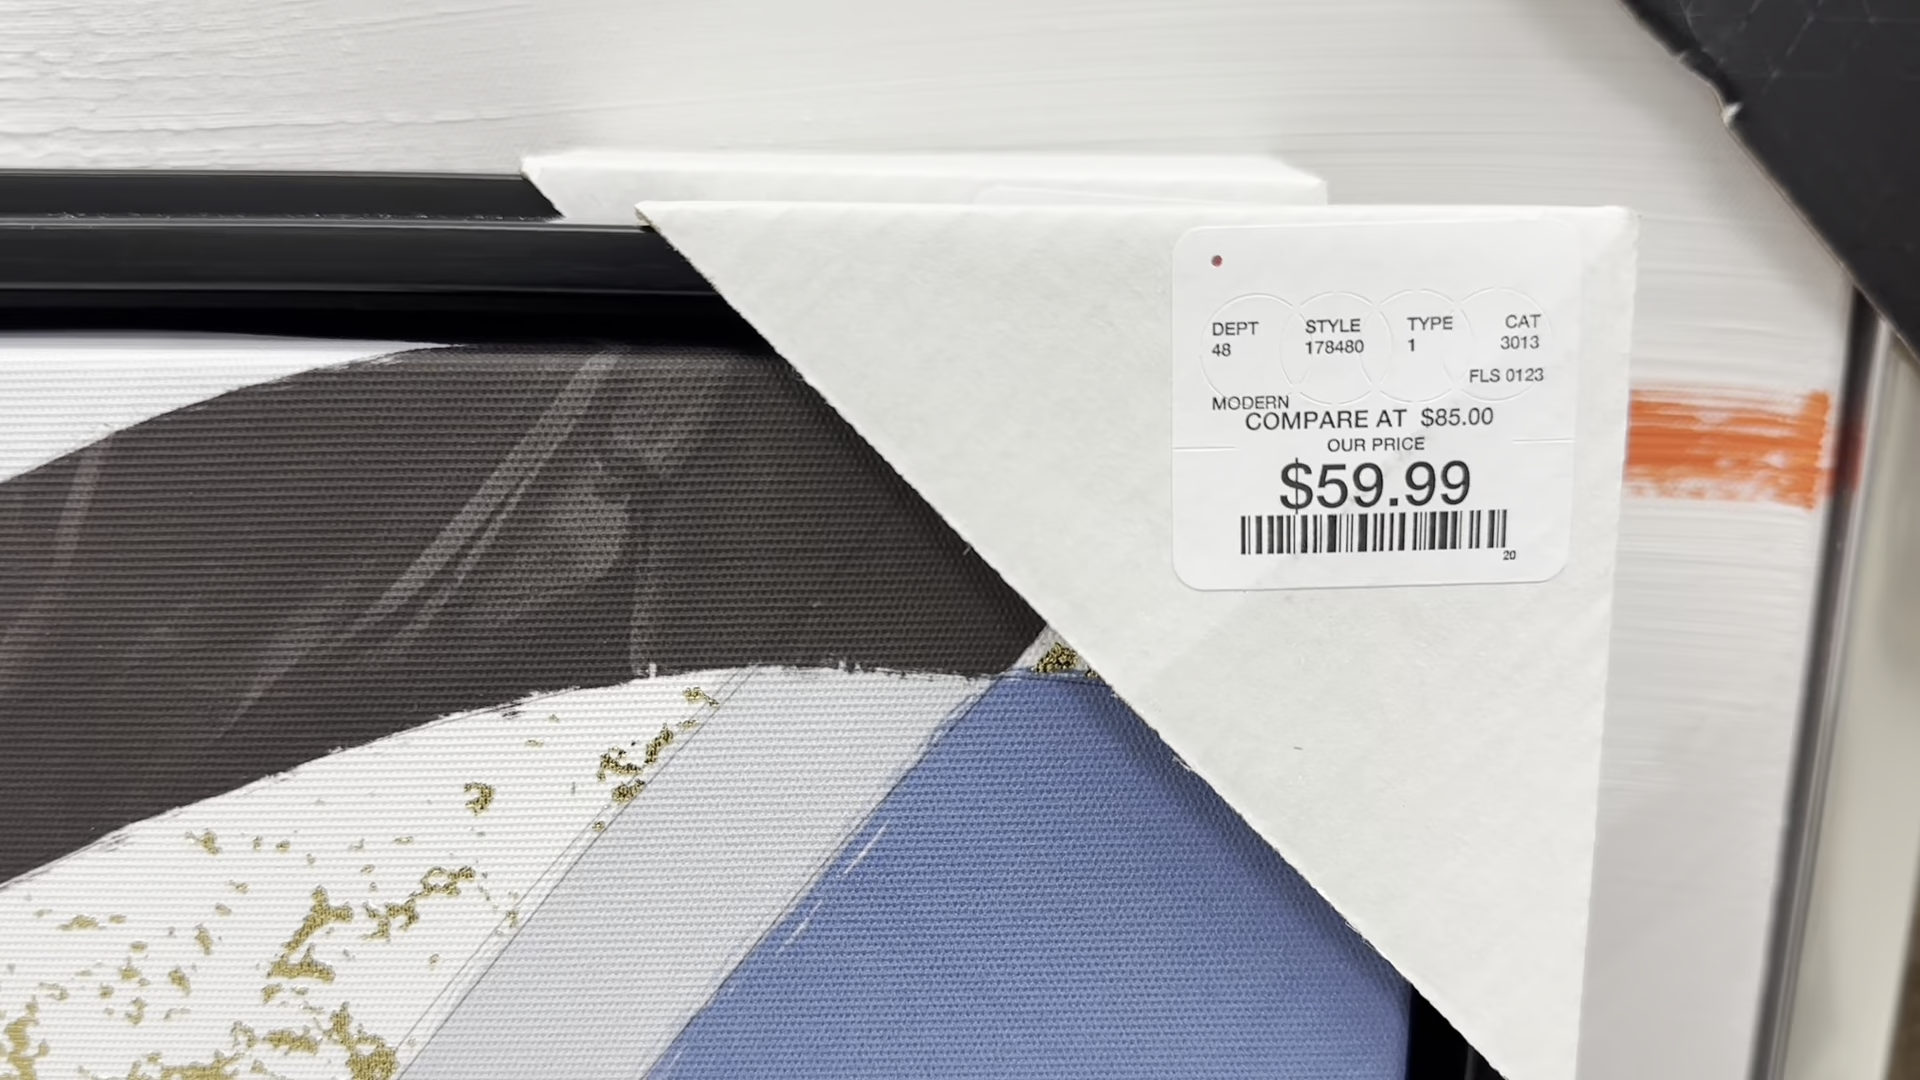 DEPT STYLE TYPE CAT
48 178480 1 3013
FLS 0123
MODERN
COMPARE AT $85.00
OUR PRICE
$59.99
20